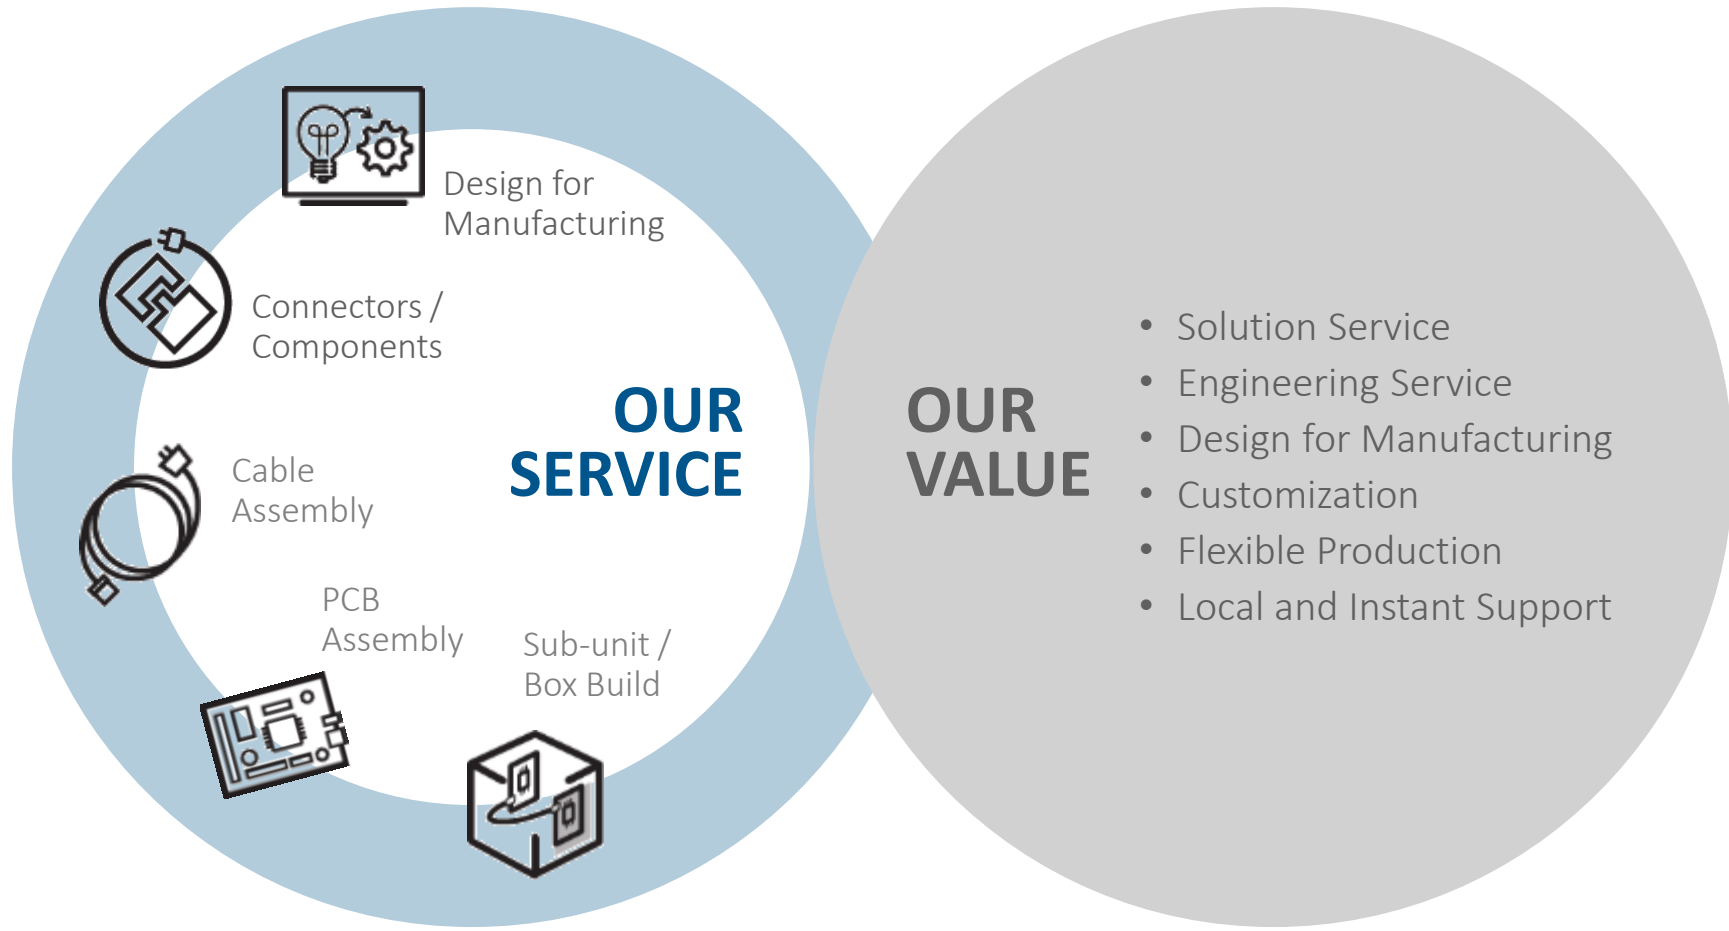 Design for
Manufacturing
Connectors /
Components
Cable
Assembly
PCB
Assembly
Sub-unit /
Box Build
OUR
SERVICE
OUR
VALUE
• Solution Service
• Engineering Service
• Design for Manufacturing
• Customization
• Flexible Production
• Local and Instant Support